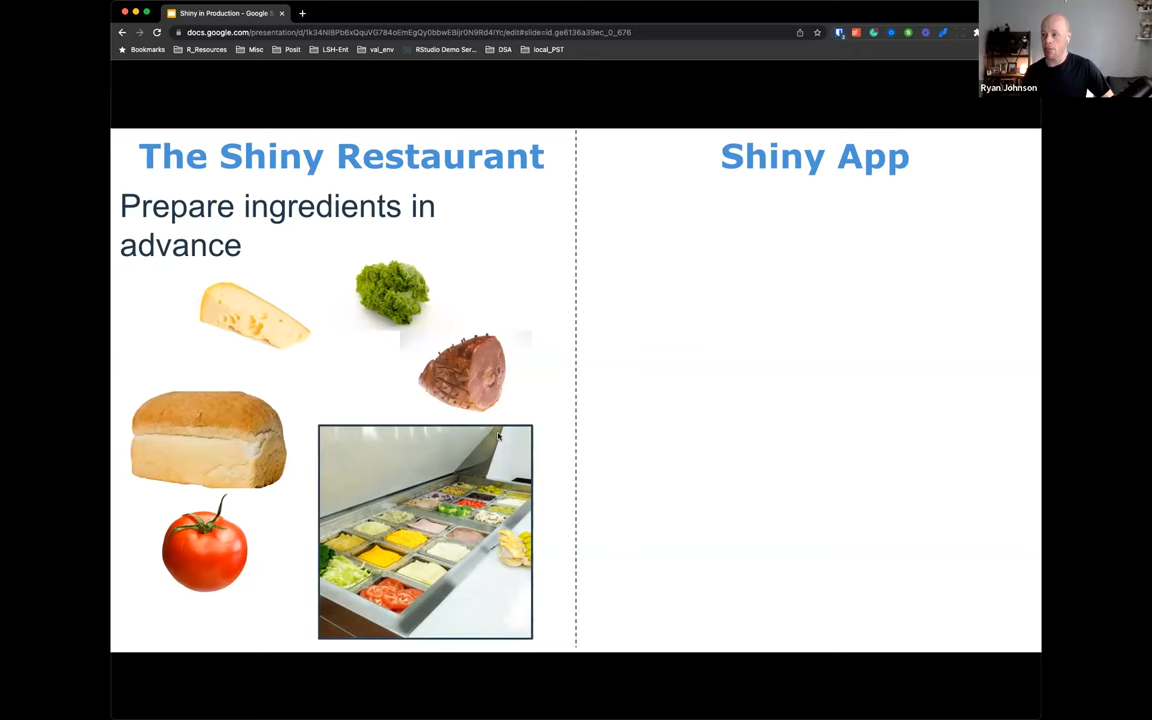 Shiny in Production - Google S
docs.google.com/presentation/d/1k34NI8Pb6xQquVG784oEmEgQy0bbwEBijr0N9Rd4IYc/edit#slide=id.ge6136a39ec_0_676
Bookmarks R_Resources Misc Posit LSH-Ent val_env RStudio Demo Ser... DSA local_PST
Ryan Johnson
The Shiny Restaurant
Shiny App
Prepare ingredients in
advance